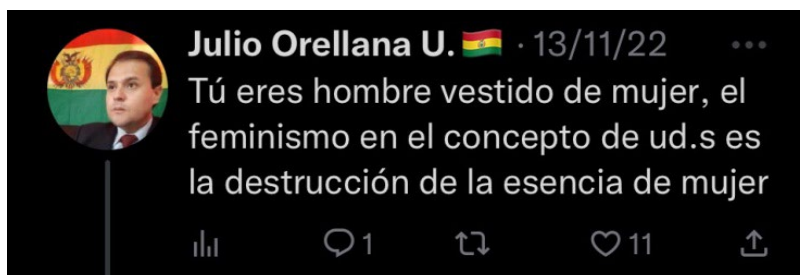 Julio Orellana U.🇧🇴 · 13/11/22
Tú eres hombre vestido de mujer, el
feminismo en el concepto de ud.s es
la destrucción de la esencia de mujer
1 11